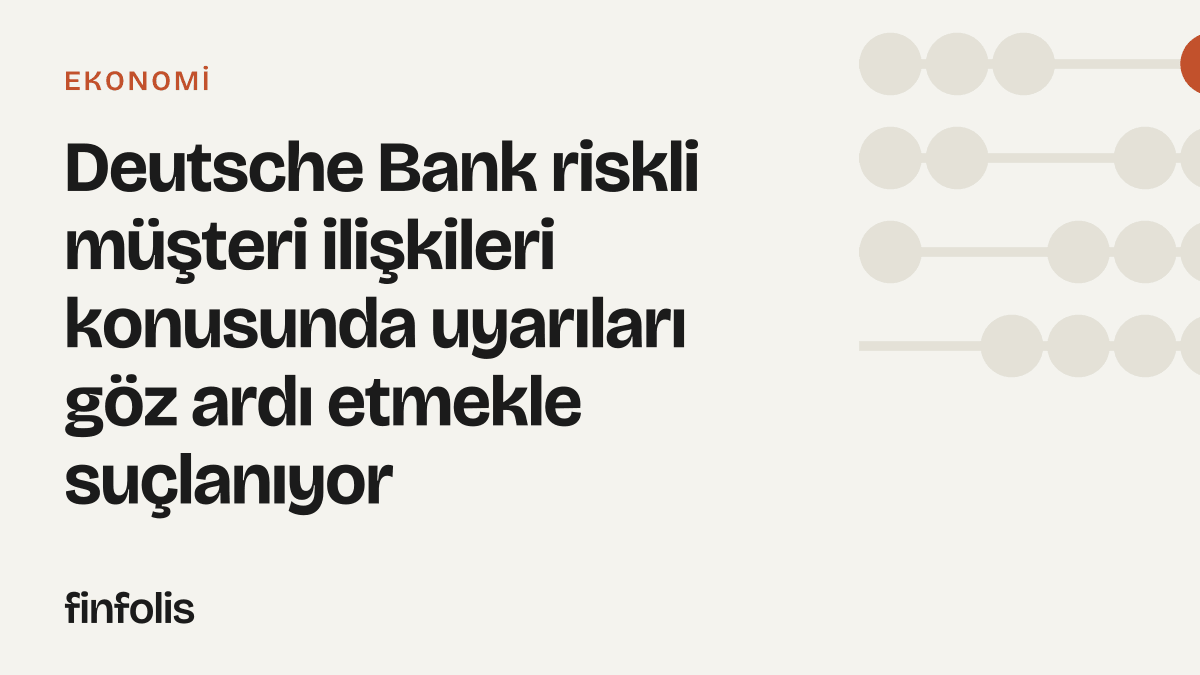 EKONOMİ
Deutsche Bank riskli
müşteri ilişkileri
konusunda uyarıları
göz ardı etmekle
suçlanıyor
finfolis